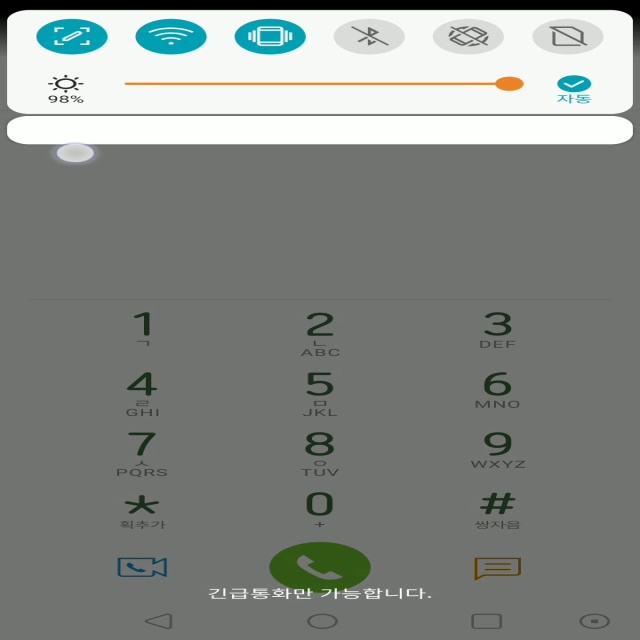 98%
자동
1 2 3
ㄱ ㄴ DEF
ABC
4 5 6
ㄹ ㅁ MNO
GHI JKL
7 8 9
ㅅ ㅇ WXYZ
PQRS TUV
* 0 #
획추가 + 쌍자음
긴급통화만 가능합니다.